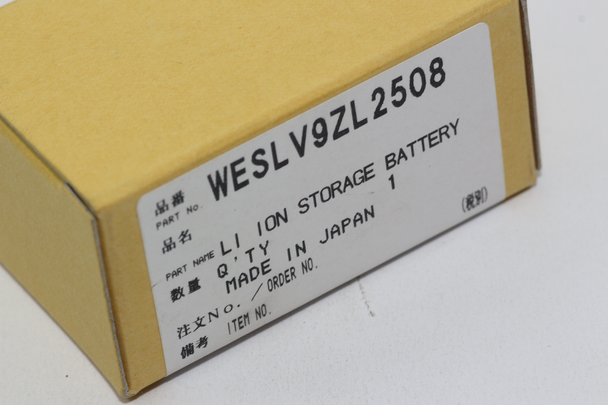 品番 WESLV9ZL2508
PART No.
品名 LI ION STORAGE BATTERY
PART NAME
数量 Q'TY 1
MADE IN JAPAN
(税別)
注文No. / ORDER NO.
備考 ITEM NO.